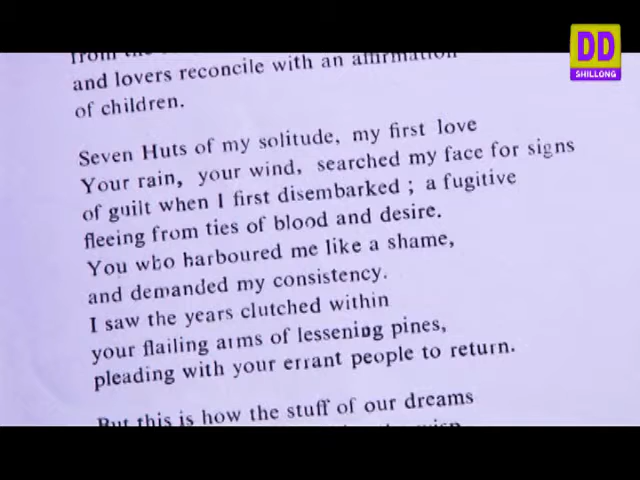 DD
SHILLONG
from the
and lovers reconcile with an affirmation
of children.
Seven Huts of my solitude, my first love
Your rain, your wind, searched my face for signs
of guilt when I first disembarked ; a fugitive
fleeing from ties of blood and desire.
You who harboured me like a shame,
and demanded my consistency.
I saw the years clutched within
your flailing arms of lessening pines,
pleading with your errant people to return.
But this is how the stuff of our dreams